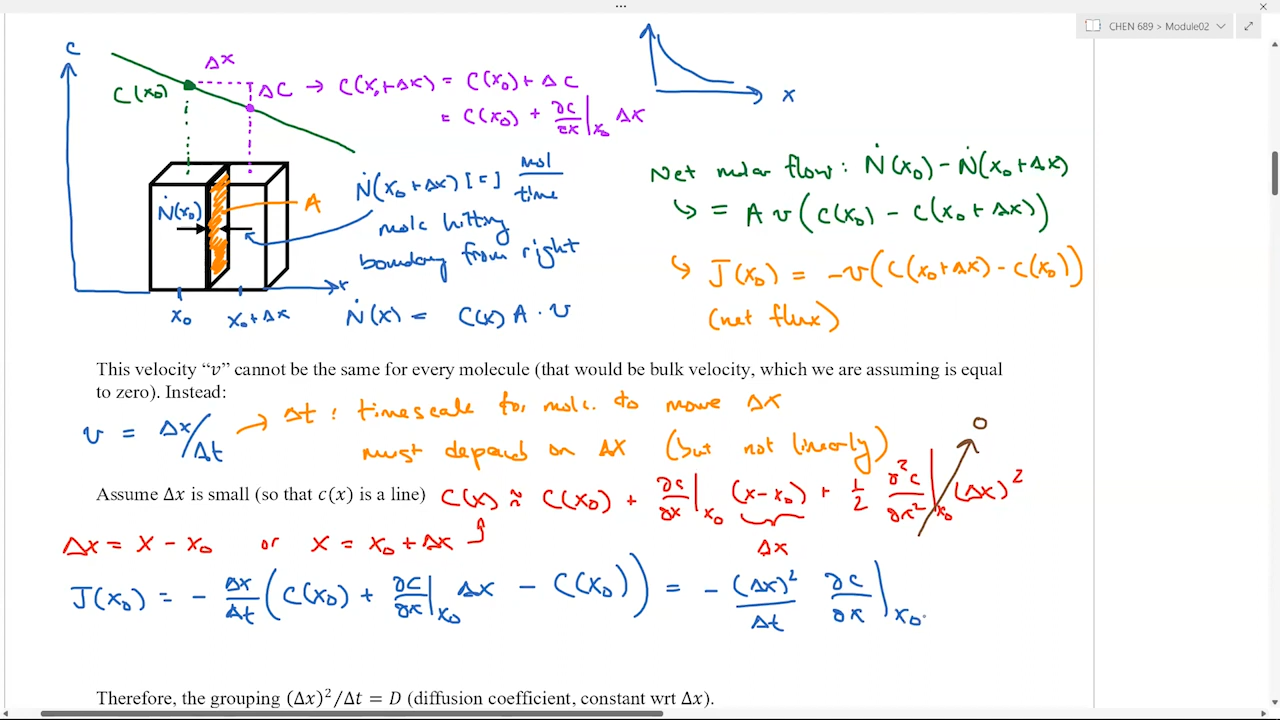 CHEN 689 > Module02
C
Δx
C(x₀)
ΔC → C(x₀+Δx) = C(x₀) + ΔC
= C(x₀) + ∂C/∂x|x₀ Δx
x
Ṅ(x₀)
A
x₀
x₀+Δx
x
Ṅ(x₀+Δx) [=] mol/time
molc hitting
boundary from right
Ṅ(x) = C(x) A · v
Net molar flow: Ṅ(x₀) – Ṅ(x₀+Δx)
↳ = A v (C(x₀) – C(x₀+Δx))
↳ J(x₀) = -v(C(x₀+Δx) – C(x₀))
(net flux)
This velocity “v” cannot be the same for every molecule (that would be bulk velocity, which we are assuming is equal
to zero). Instead:
v = Δx/Δt → Δt : timescale for molc. to move Δx
must depend on Δx (but not linearly)
0
Assume Δx is small (so that c(x) is a line) C(x) ≈ C(x₀) + ∂C/∂x|x₀ (x-x₀) + 1/2 ∂²C/∂x²|x₀ (Δx)²
Δx
Δx = x - x₀ or x = x₀ + Δx
J(x₀) = - Δx/Δt (C(x₀) + ∂C/∂x|x₀ Δx - C(x₀)) = - (Δx)²/Δt ∂C/∂x|x₀
Therefore, the grouping (Δx)²/Δt = D (diffusion coefficient, constant wrt Δx).